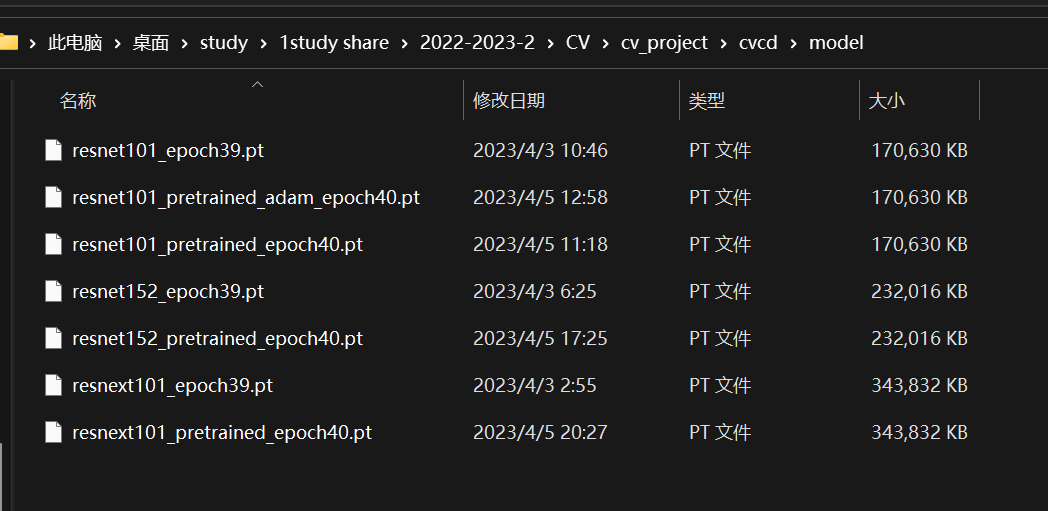 此电脑 > 桌面 > study > 1study share > 2022-2023-2 > CV > cv_project > cvcd > model
名称 修改日期 类型 大小
resnet101_epoch39.pt 2023/4/3 10:46 PT 文件 170,630 KB
resnet101_pretrained_adam_epoch40.pt 2023/4/5 12:58 PT 文件 170,630 KB
resnet101_pretrained_epoch40.pt 2023/4/5 11:18 PT 文件 170,630 KB
resnet152_epoch39.pt 2023/4/3 6:25 PT 文件 232,016 KB
resnet152_pretrained_epoch40.pt 2023/4/5 17:25 PT 文件 232,016 KB
resnext101_epoch39.pt 2023/4/3 2:55 PT 文件 343,832 KB
resnext101_pretrained_epoch40.pt 2023/4/5 20:27 PT 文件 343,832 KB